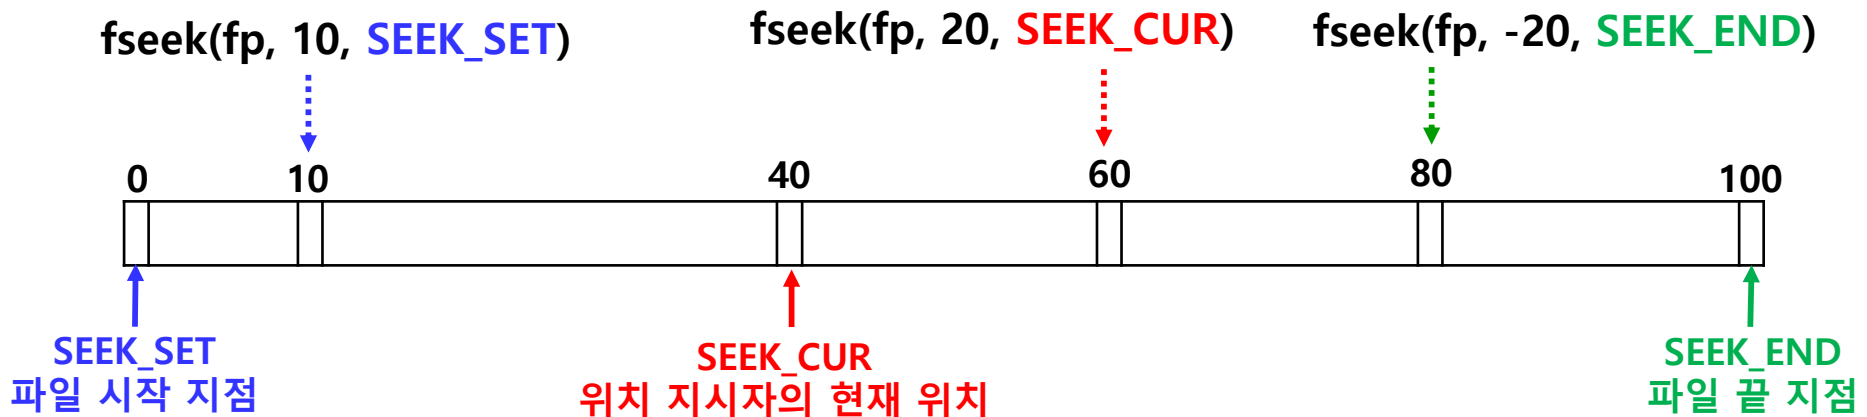 fseek(fp, 10, SEEK_SET)
fseek(fp, 20, SEEK_CUR)
fseek(fp, -20, SEEK_END)
0
10
40
60
80
100
SEEK_SET
파일 시작 지점
SEEK_CUR
위치 지시자의 현재 위치
SEEK_END
파일 끝 지점